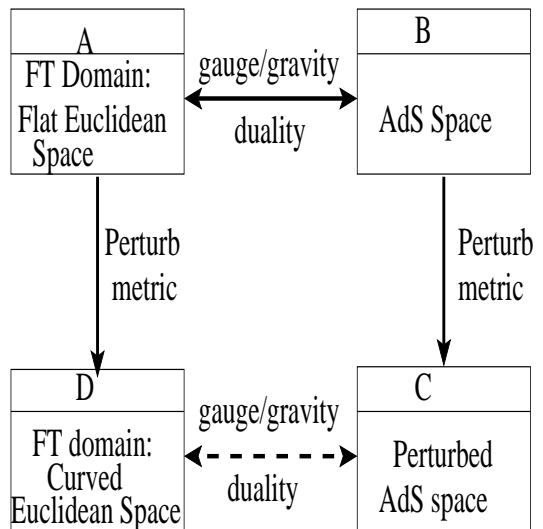 A
FT Domain:
Flat Euclidean
Space
gauge/gravity
duality
B
AdS Space
Perturb
metric
Perturb
metric
D
FT domain:
Curved
Euclidean Space
gauge/gravity
duality
C
Perturbed
AdS space